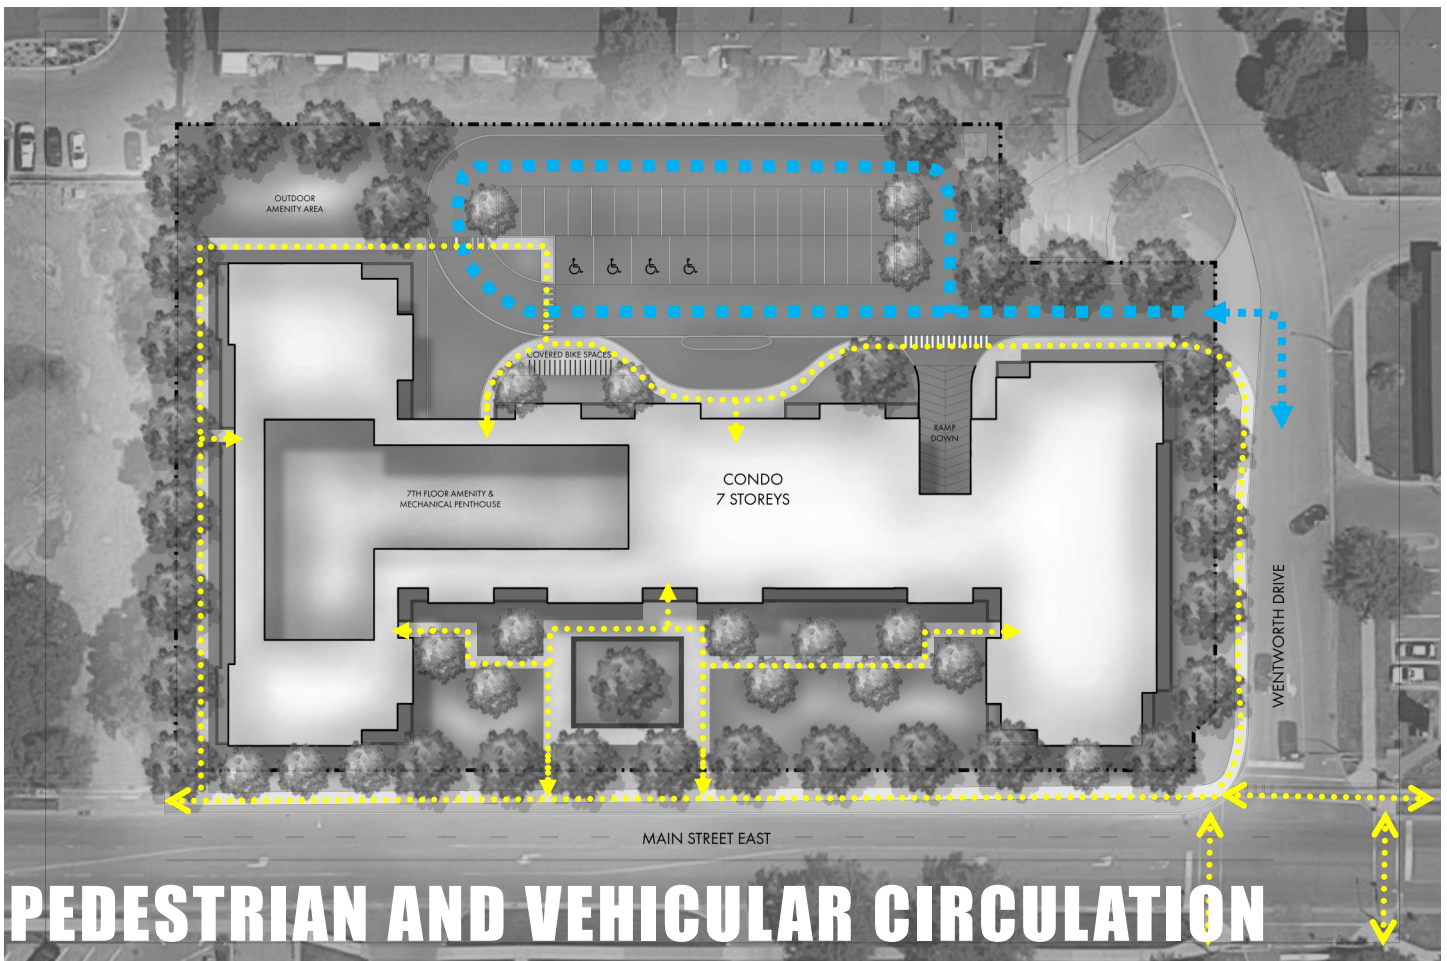 OUTDOOR
AMENITY AREA
COVERED BIKE SPACES
RAMP
DOWN
CONDO
7 STOREYS
7TH FLOOR AMENITY &
MECHANICAL PENTHOUSE
WENTWORTH DRIVE
MAIN STREET EAST
PEDESTRIAN AND VEHICULAR CIRCULATION